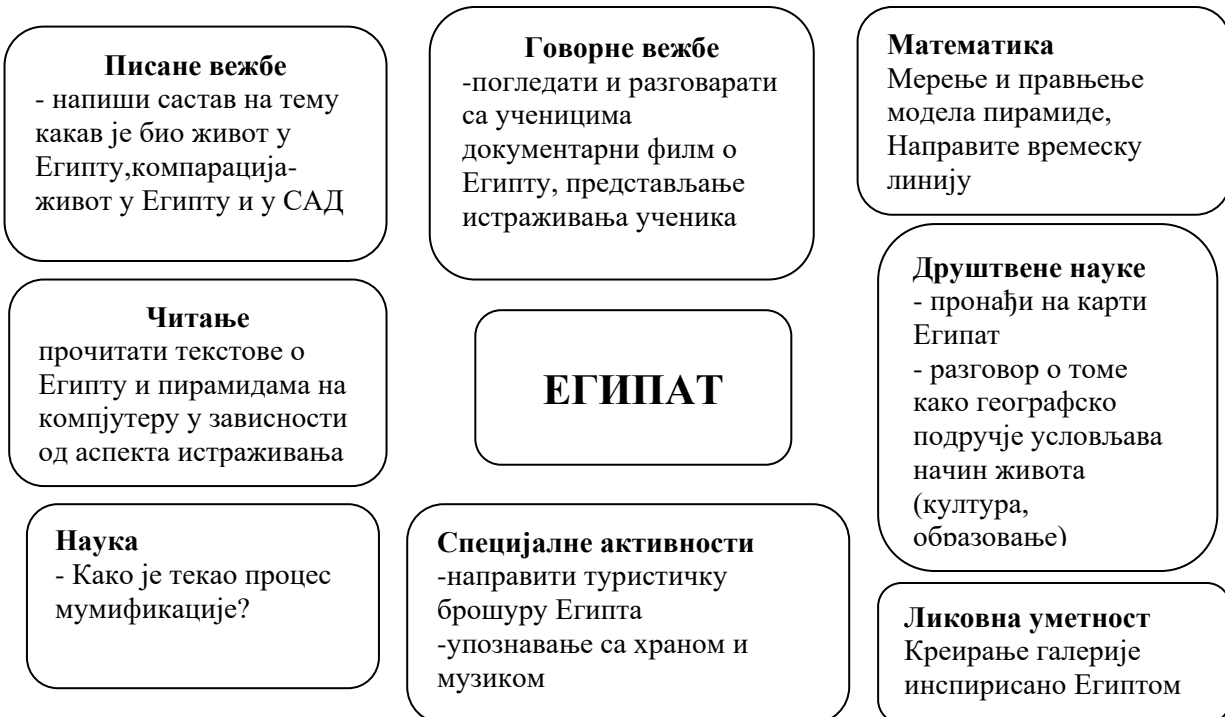 Писане вежбе
- напиши састав на тему
какав је био живот у
Египту,компарација-
живот у Египту и у САД
Говорне вежбе
-погледати и разговарати
са ученицима
документарни филм о
Египту, представљање
истраживања ученика
Математика
Мерење и правњење
модела пирамиде,
Направите времеску
линију
Читање
прочитати текстове о
Египту и пирамидама на
компјутеру у зависности
од аспекта истраживања
ЕГИПАТ
Друштвене науке
- пронађи на карти
Египат
- разговор о томе
како географско
подручје условљава
начин живота
(култура,
образовање)
Наука
- Како је текао процес
мумификације?
Специјалне активности
-направити туристичку
брошуру Египта
-упознавање са храном и
музиком
Ликовна уметност
Креирање галерије
инспирисано Египтом